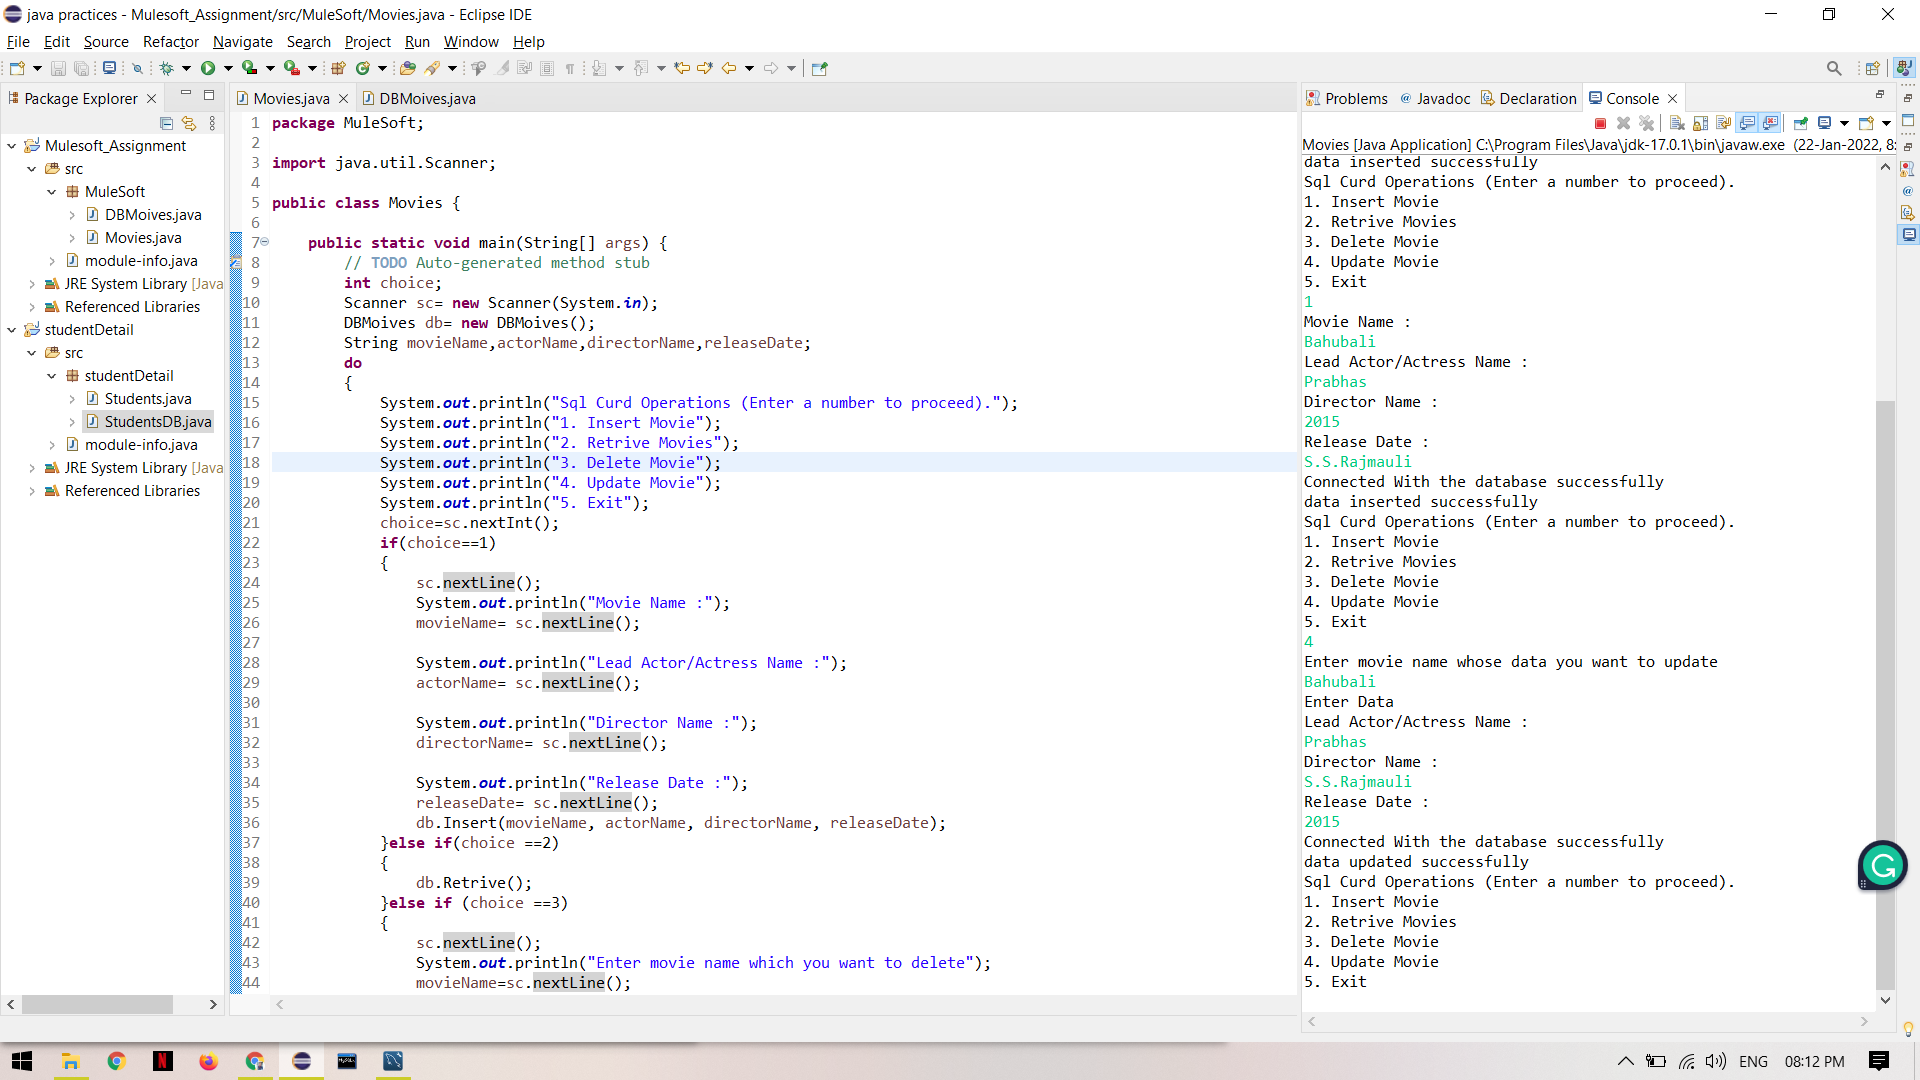 java practices - Mulesoft_Assignment/src/MuleSoft/Movies.java - Eclipse IDE
File Edit Source Refactor Navigate Search Project Run Window Help
Package Explorer
Mulesoft_Assignment
src
MuleSoft
DBMoives.java
Movies.java
module-info.java
JRE System Library [Java
Referenced Libraries
studentDetail
src
studentDetail
Students.java
StudentsDB.java
module-info.java
JRE System Library [Java
Referenced Libraries
Movies.java DBMoives.java
1 package MuleSoft;
2
3 import java.util.Scanner;
4
5 public class Movies {
6
7 public static void main(String[] args) {
8 // TODO Auto-generated method stub
9 int choice;
10 Scanner sc= new Scanner(System.in);
11 DBMoives db= new DBMoives();
12 String movieName,actorName,directorName,releaseDate;
13 do
14 {
15 System.out.println("Sql Curd Operations (Enter a number to proceed).");
16 System.out.println("1. Insert Movie");
17 System.out.println("2. Retrive Movies");
18 System.out.println("3. Delete Movie");
19 System.out.println("4. Update Movie");
20 System.out.println("5. Exit");
21 choice=sc.nextInt();
22 if(choice==1)
23 {
24 sc.nextLine();
25 System.out.println("Movie Name :");
26 movieName= sc.nextLine();
27
28 System.out.println("Lead Actor/Actress Name :");
29 actorName= sc.nextLine();
30
31 System.out.println("Director Name :");
32 directorName= sc.nextLine();
33
34 System.out.println("Release Date :");
35 releaseDate= sc.nextLine();
36 db.Insert(movieName, actorName, directorName, releaseDate);
37 }else if(choice ==2)
38 {
39 db.Retrive();
40 }else if (choice ==3)
41 {
42 sc.nextLine();
43 System.out.println("Enter movie name which you want to delete");
44 movieName=sc.nextLine();
Problems @ Javadoc Declaration Console
Movies [Java Application] C:\Program Files\Java\jdk-17.0.1\bin\javaw.exe (22-Jan-2022, 8:
data inserted successfully
Sql Curd Operations (Enter a number to proceed).
1. Insert Movie
2. Retrive Movies
3. Delete Movie
4. Update Movie
5. Exit
1
Movie Name :
Bahubali
Lead Actor/Actress Name :
Prabhas
Director Name :
2015
Release Date :
S.S.Rajmauli
Connected With the database successfully
data inserted successfully
Sql Curd Operations (Enter a number to proceed).
1. Insert Movie
2. Retrive Movies
3. Delete Movie
4. Update Movie
5. Exit
4
Enter movie name whose data you want to update
Bahubali
Enter Data
Lead Actor/Actress Name :
Prabhas
Director Name :
S.S.Rajmauli
Release Date :
2015
Connected With the database successfully
data updated successfully
Sql Curd Operations (Enter a number to proceed).
1. Insert Movie
2. Retrive Movies
3. Delete Movie
4. Update Movie
5. Exit
ENG 08:12 PM